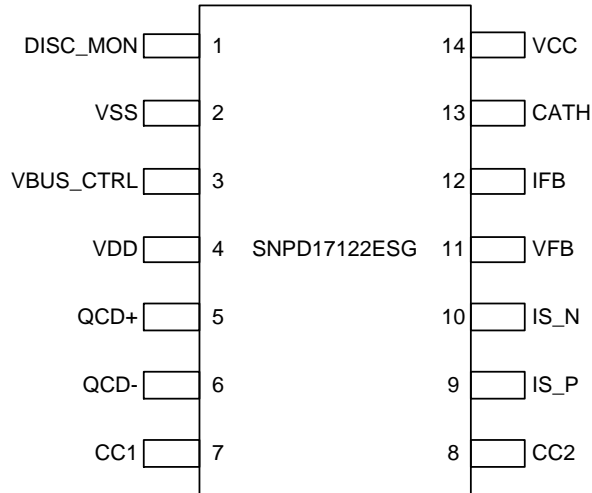 DISC_MON 1 14 VCC
VSS 2 13 CATH
VBUS_CTRL 3 12 IFB
VDD 4 SNPD17122ESG 11 VFB
QCD+ 5 10 IS_N
QCD- 6 9 IS_P
CC1 7 8 CC2